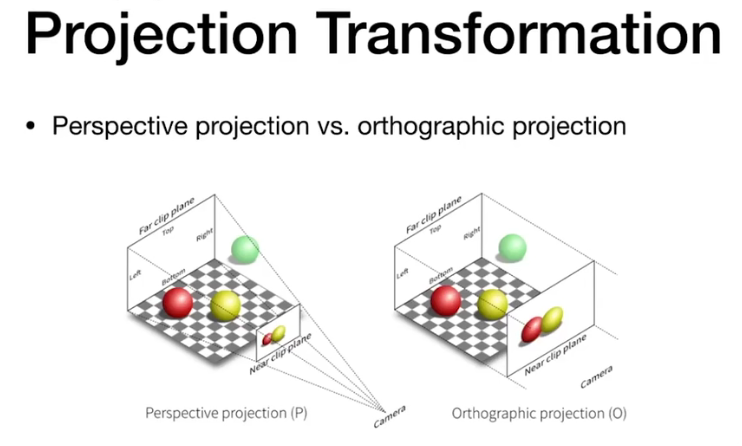 Projection Transformation
• Perspective projection vs. orthographic projection
Far clip plane
Top
Right
Left
Bottom
Near clip plane
Camera
Perspective projection (P)
Far clip plane
Top
Right
Left
Bottom
Near clip plane
Camera
Orthographic projection (O)